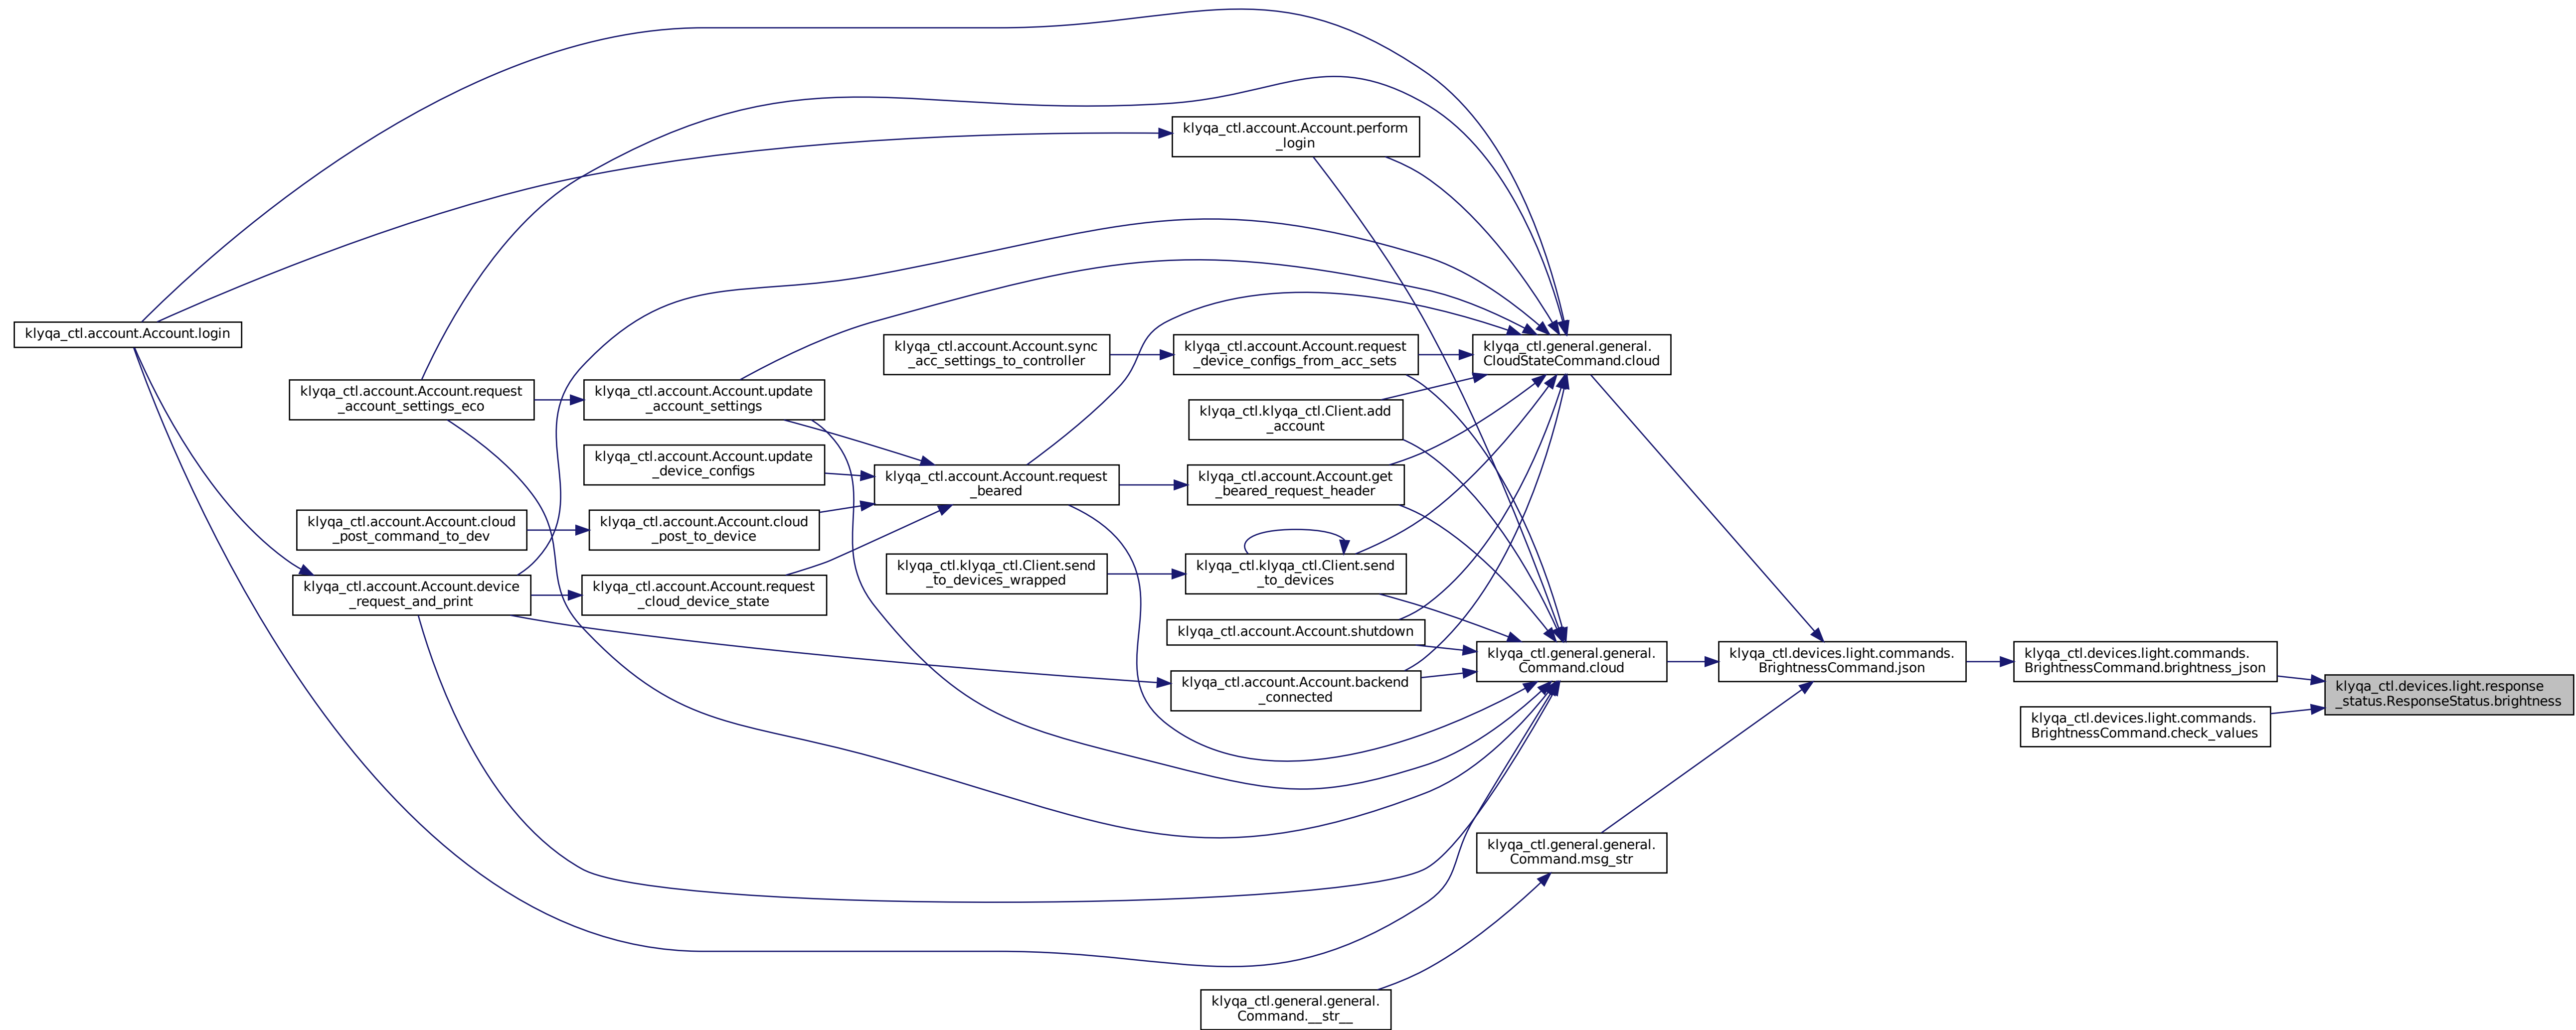 klyqa_ctl.account.Account.perform
_login
klyqa_ctl.account.Account.login
klyqa_ctl.account.Account.sync
_acc_settings_to_controller
klyqa_ctl.account.Account.request
_device_configs_from_acc_sets
klyqa_ctl.general.general.
CloudStateCommand.cloud
klyqa_ctl.account.Account.request
_account_settings_eco
klyqa_ctl.account.Account.update
_account_settings
klyqa_ctl.klyqa_ctl.Client.add
_account
klyqa_ctl.account.Account.update
_device_configs
klyqa_ctl.account.Account.request
_beared
klyqa_ctl.account.Account.get
_beared_request_header
klyqa_ctl.account.Account.cloud
_post_command_to_dev
klyqa_ctl.account.Account.cloud
_post_to_device
klyqa_ctl.klyqa_ctl.Client.send
_to_devices_wrapped
klyqa_ctl.klyqa_ctl.Client.send
_to_devices
klyqa_ctl.account.Account.device
_request_and_print
klyqa_ctl.account.Account.request
_cloud_device_state
klyqa_ctl.account.Account.shutdown
klyqa_ctl.general.general.
Command.cloud
klyqa_ctl.devices.light.commands.
BrightnessCommand.json
klyqa_ctl.devices.light.commands.
BrightnessCommand.brightness_json
klyqa_ctl.account.Account.backend
_connected
klyqa_ctl.devices.light.response
_status.ResponseStatus.brightness
klyqa_ctl.devices.light.commands.
BrightnessCommand.check_values
klyqa_ctl.general.general.
Command.msg_str
klyqa_ctl.general.general.
Command.__str__